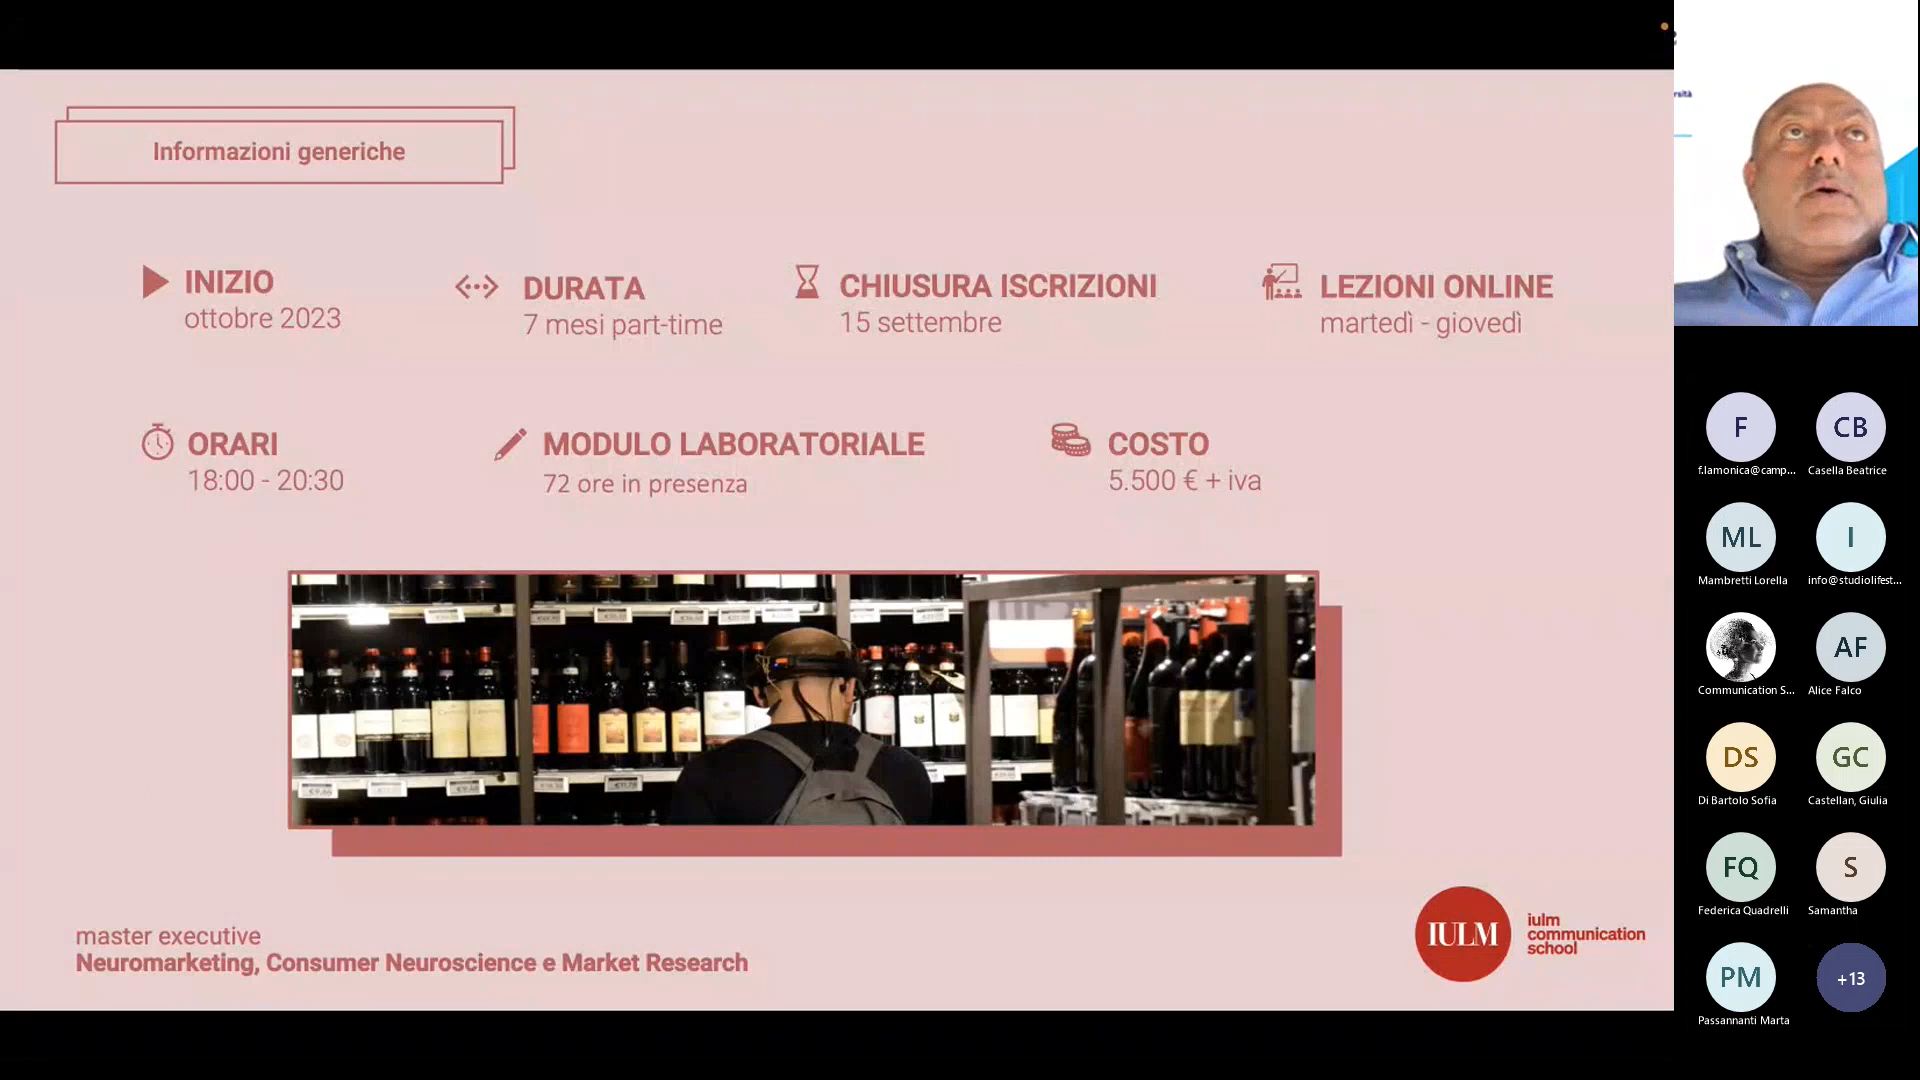 Informazioni generiche
INIZIO
ottobre 2023
DURATA
7 mesi part-time
CHIUSURA ISCRIZIONI
15 settembre
LEZIONI ONLINE
martedì - giovedì
ORARI
18:00 - 20:30
MODULO LABORATORIALE
72 ore in presenza
COSTO
5.500 € + iva
master executive
Neuromarketing, Consumer Neuroscience e Market Research
IULM
iulm
communication
school
rsità
F
f.lamonica@camp...
CB
Casella Beatrice
ML
Mambretti Lorella
I
info@studiolifest...
Communication S...
AF
Alice Falco
DS
Di Bartolo Sofia
GC
Castellan, Giulia
FQ
Federica Quadrelli
S
Samantha
PM
Passannanti Marta
+13